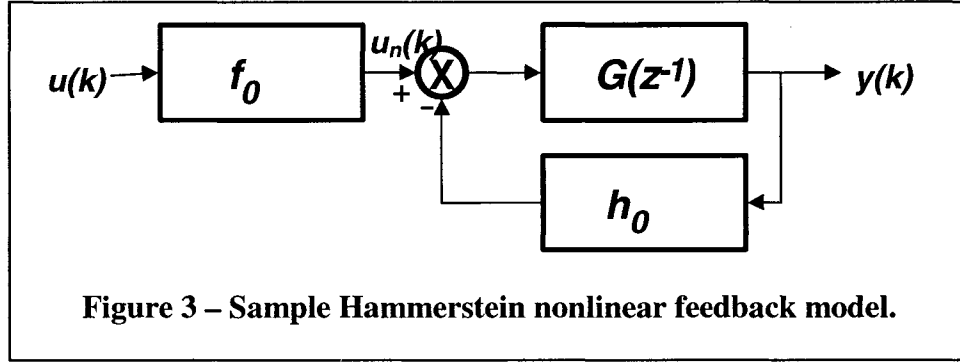 u(k)
f₀
uₙ(k)
+
-
X
G(z⁻¹)
y(k)
h₀
Figure 3 – Sample Hammerstein nonlinear feedback model.